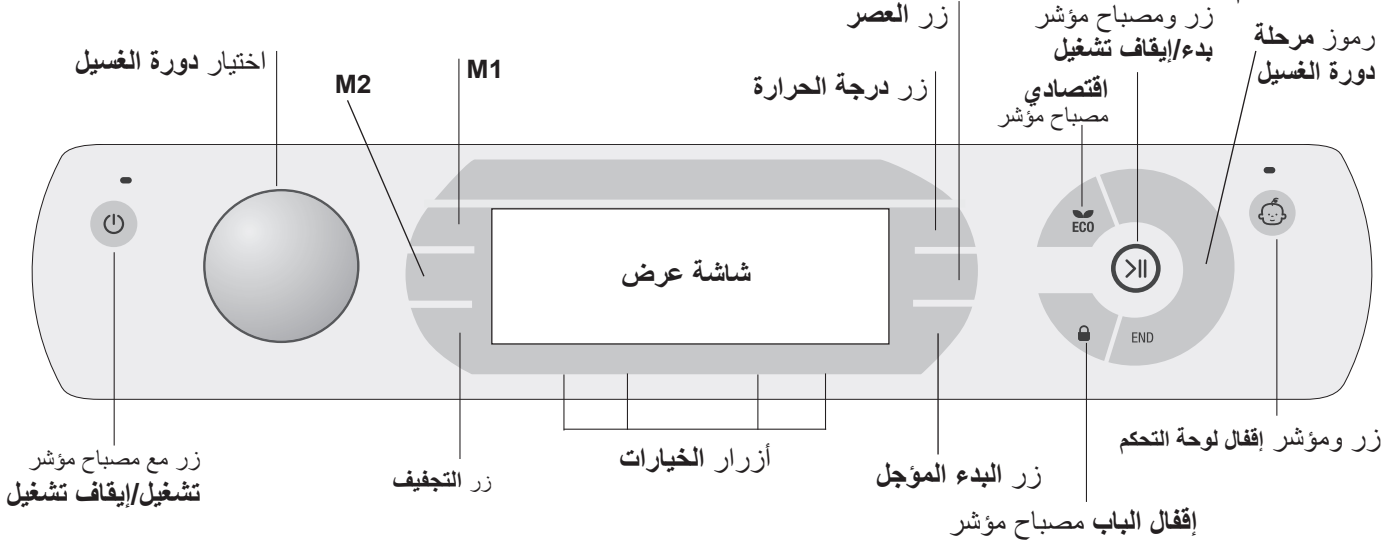 زر العصر
زر ومصباح مؤشر
بدء/إيقاف تشغيل
رموز مرحلة
دورة الغسيل
اختيار دورة الغسيل
M1
M2
زر درجة الحرارة
اقتصادي
مصباح مؤشر
ECO
شاشة عرض
END
زر مع مصباح مؤشر
تشغيل/إيقاف تشغيل
زر التجفيف
أزرار الخيارات
زر البدء المؤجل
زر ومؤشر إقفال لوحة التحكم
إقفال الباب مصباح مؤشر